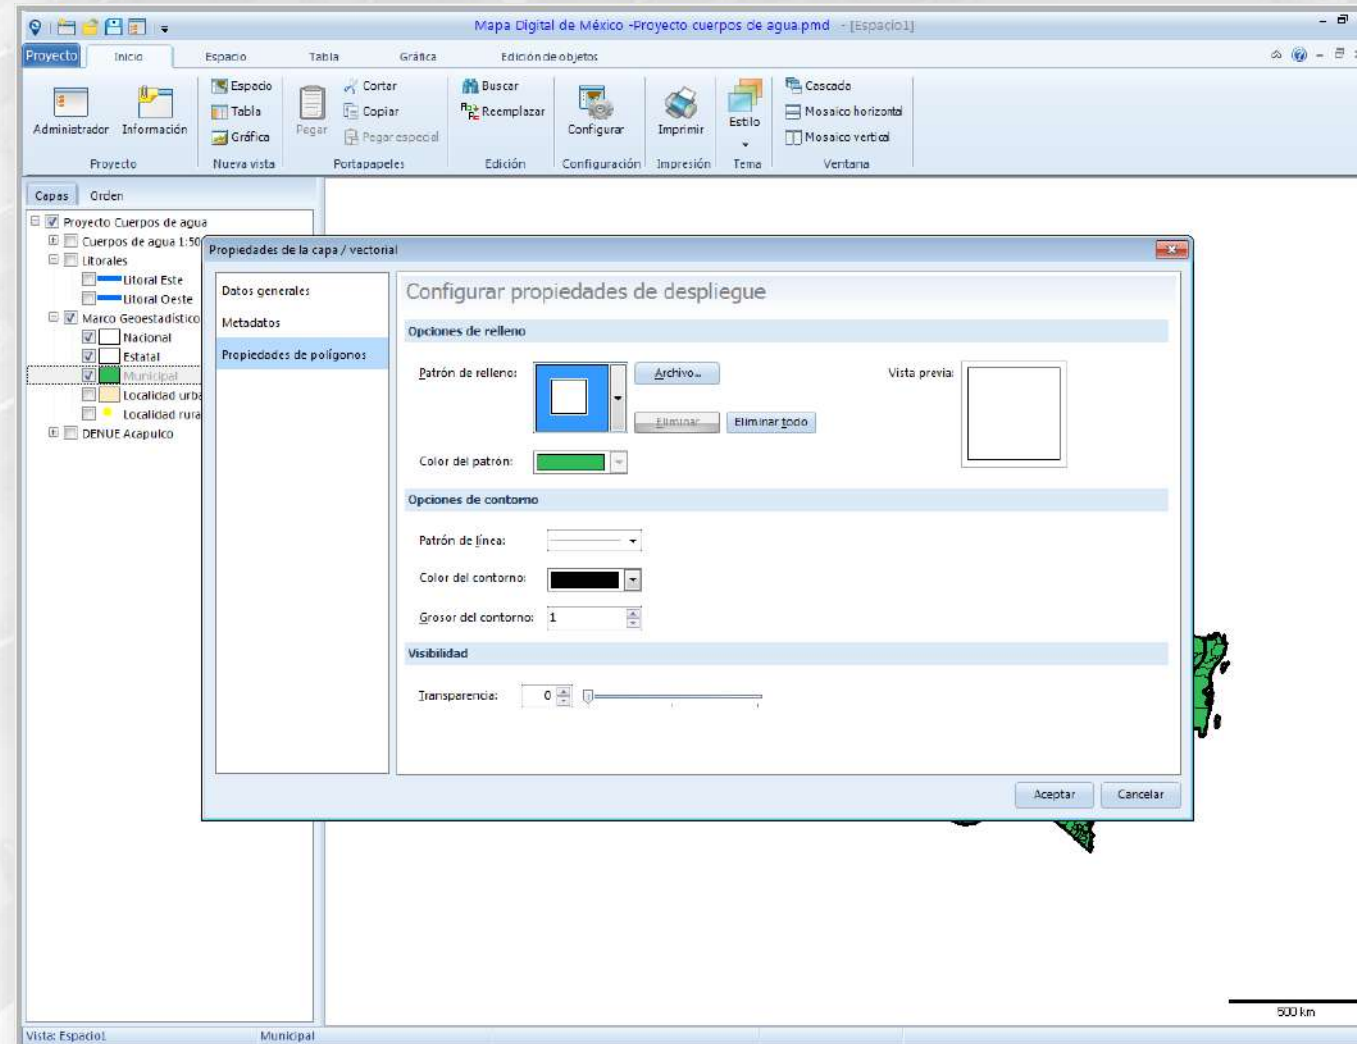 Mapa Digital de México -Proyecto cuerpos de agua.pmd - [Espacio1]
Proyecto Inicio Espacio Tabla Gráfica Edición de objetos
Administrador
Información
Proyecto
Espacio
Tabla
Gráfica
Nueva vista
Pegar
Cortar
Copiar
Pegar especial
Portapapeles
Buscar
Reemplazar
Edición
Configurar
Configuración
Imprimir
Impresión
Estilo
Tema
Cascada
Mosaico horizontal
Mosaico vertical
Ventana
Capas Orden
Proyecto Cuerpos de agua
Cuerpos de agua 1:50
Litorales
Litoral Este
Litoral Oeste
Marco Geoestadístico
Nacional
Estatal
Municipal
Localidad urba
Localidad rura
DENUE Acapulco
Propiedades de la capa / vectorial
Datos generales
Metadatos
Propiedades de polígonos
Configurar propiedades de despliegue
Opciones de relleno
Patrón de relleno:
Archivo...
Eliminar
Eliminar todo
Vista previa:
Color del patrón:
Opciones de contorno
Patrón de línea:
Color del contorno:
Grosor del contorno: 1
Visibilidad
Transparencia: 0
Aceptar Cancelar
500 km
Vista: Espacio1 Municipal